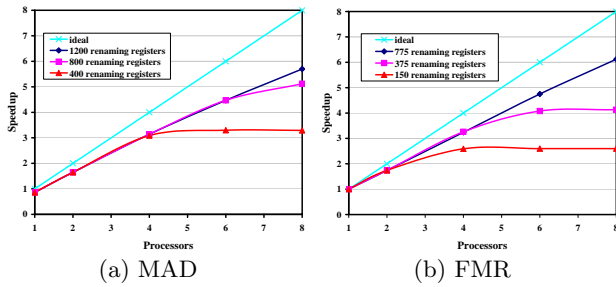 8
7
6
5
4
3
2
1
0
Speedup
ideal
1200 renaming registers
800 renaming registers
400 renaming registers
1 2 3 4 5 6 7 8
Processors
(a) MAD
8
7
6
5
4
3
2
1
0
Speedup
ideal
775 renaming registers
375 renaming registers
150 renaming registers
1 2 3 4 5 6 7 8
Processors
(b) FMR